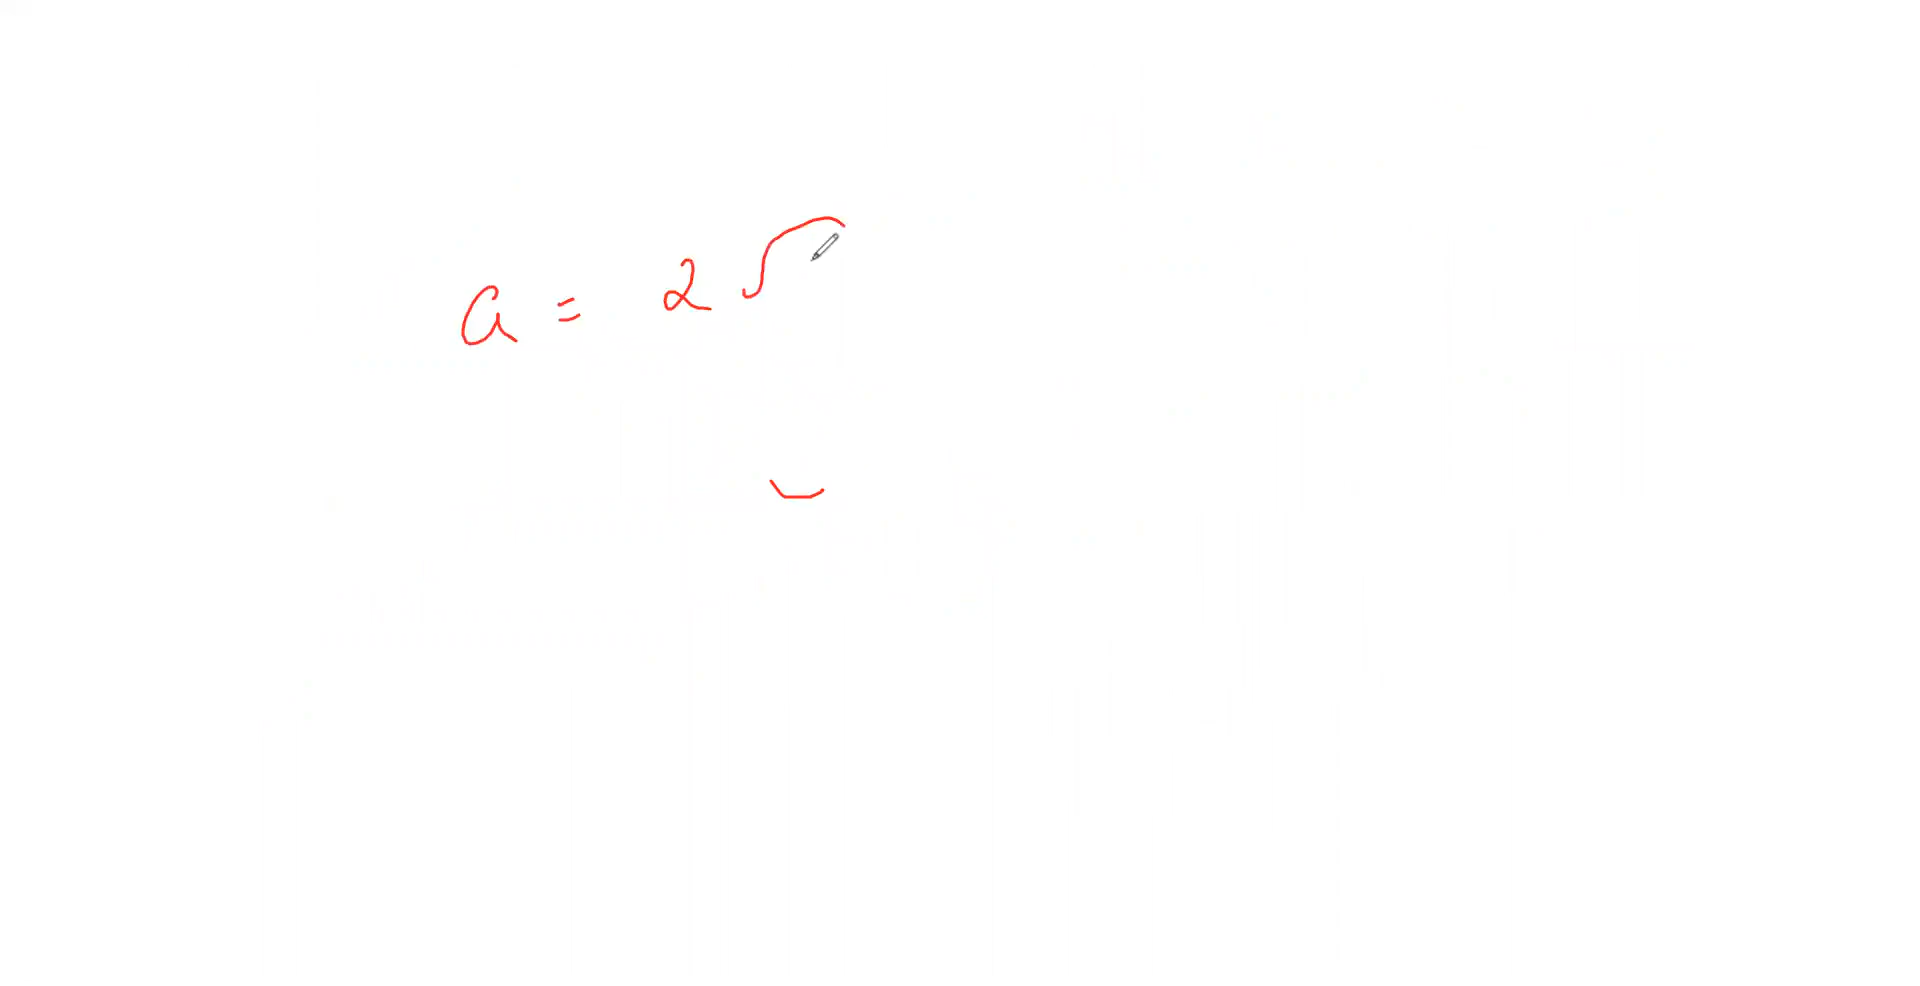 a = 2 √